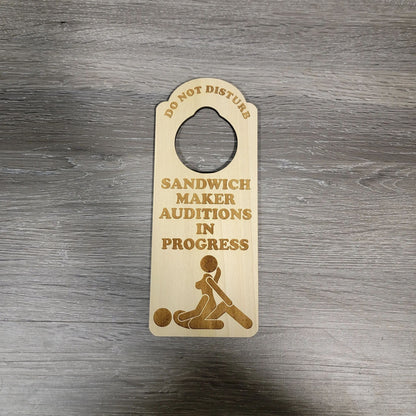 DO NOT DISTURB
SANDWICH
MAKER
AUDITIONS
IN
PROGRESS